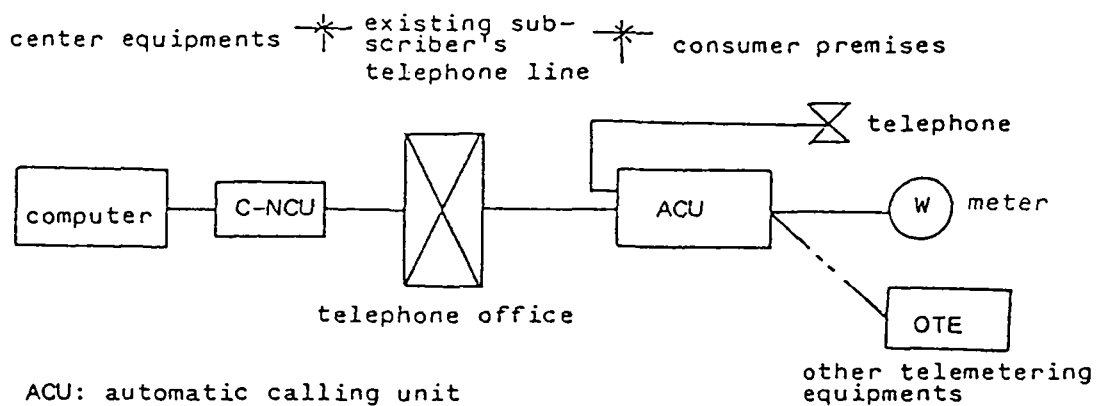 center equipments
existing sub-
scriber's
telephone line
consumer premises
telephone
computer
C-NCU
ACU
W
meter
telephone office
OTE
other telemetering
equipments
ACU: automatic calling unit